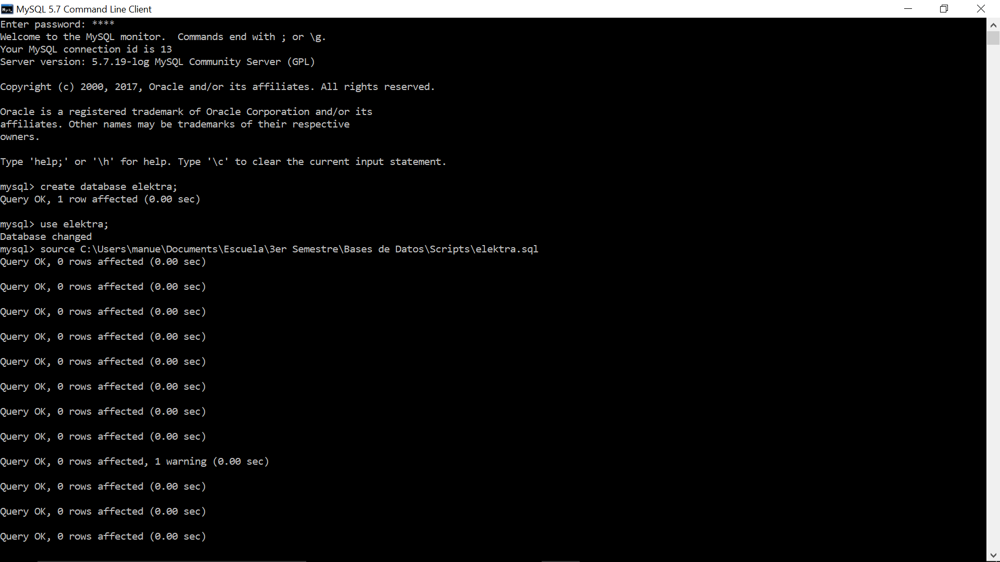 MySQL 5.7 Command Line Client
Enter password: ****
Welcome to the MySQL monitor.  Commands end with ; or \g.
Your MySQL connection id is 13
Server version: 5.7.19-log MySQL Community Server (GPL)
Copyright (c) 2000, 2017, Oracle and/or its affiliates. All rights reserved.
Oracle is a registered trademark of Oracle Corporation and/or its
affiliates. Other names may be trademarks of their respective
owners.
Type 'help;' or '\h' for help. Type '\c' to clear the current input statement.
mysql> create database elektra;
Query OK, 1 row affected (0.00 sec)
mysql> use elektra;
Database changed
mysql> source C:\Users\manue\Documents\Escuela\3er Semestre\Bases de Datos\Scripts\elektra.sql
Query OK, 0 rows affected (0.00 sec)
Query OK, 0 rows affected (0.00 sec)
Query OK, 0 rows affected (0.00 sec)
Query OK, 0 rows affected (0.00 sec)
Query OK, 0 rows affected (0.00 sec)
Query OK, 0 rows affected (0.00 sec)
Query OK, 0 rows affected (0.00 sec)
Query OK, 0 rows affected (0.00 sec)
Query OK, 0 rows affected, 1 warning (0.00 sec)
Query OK, 0 rows affected (0.00 sec)
Query OK, 0 rows affected (0.00 sec)
Query OK, 0 rows affected (0.00 sec)